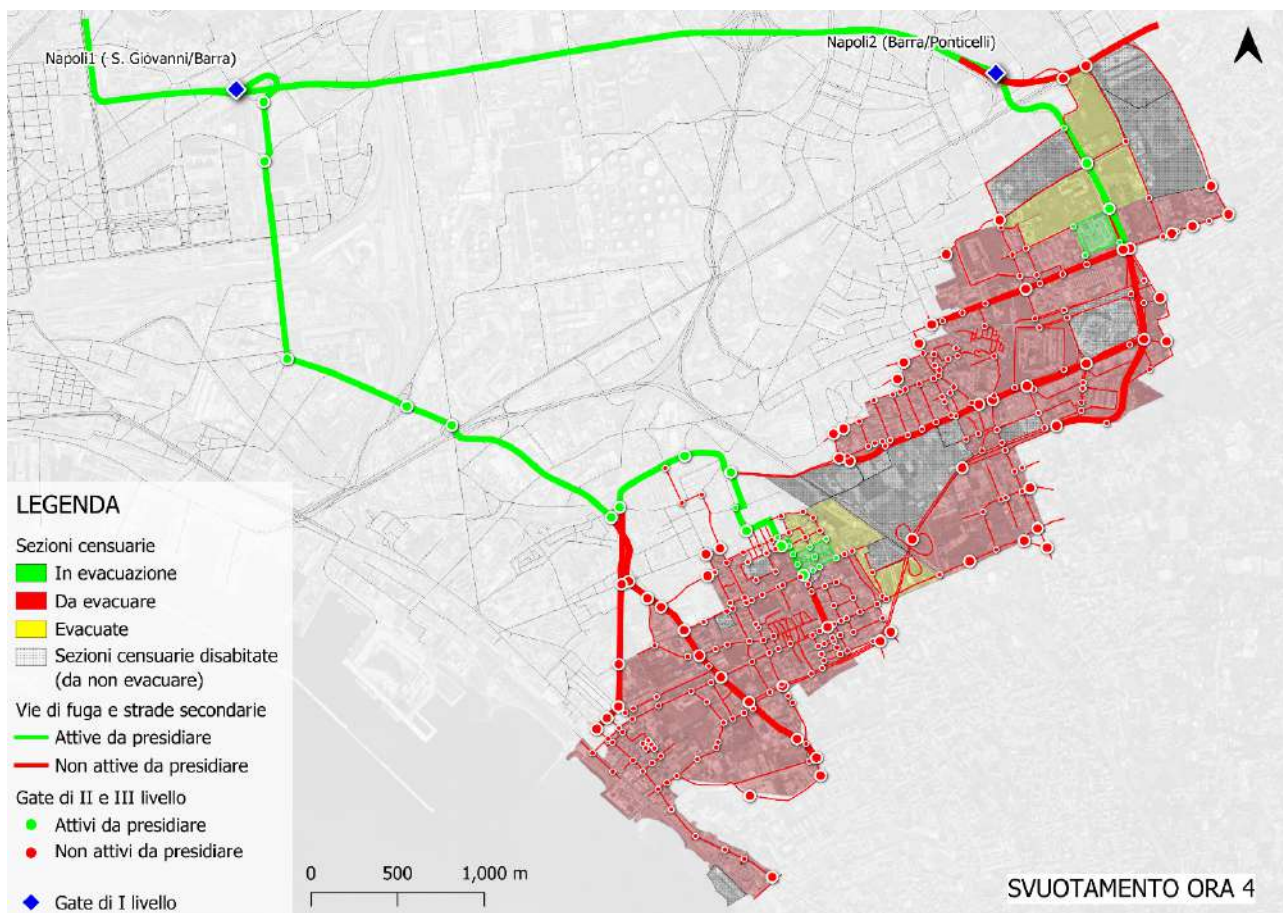 Napoli1 ( S. Giovanni/Barra)
Napoli2 (Barra/Ponticelli)
LEGENDA
Sezioni censuarie
In evacuazione
Da evacuare
Evacuate
Sezioni censuarie disabitate
(da non evacuare)
Vie di fuga e strade secondarie
Attive da presidiare
Non attive da presidiare
Gate di II e III livello
Attivi da presidiare
Non attivi da presidiare
Gate di I livello
0 500 1,000 m
SVUOTAMENTO ORA 4